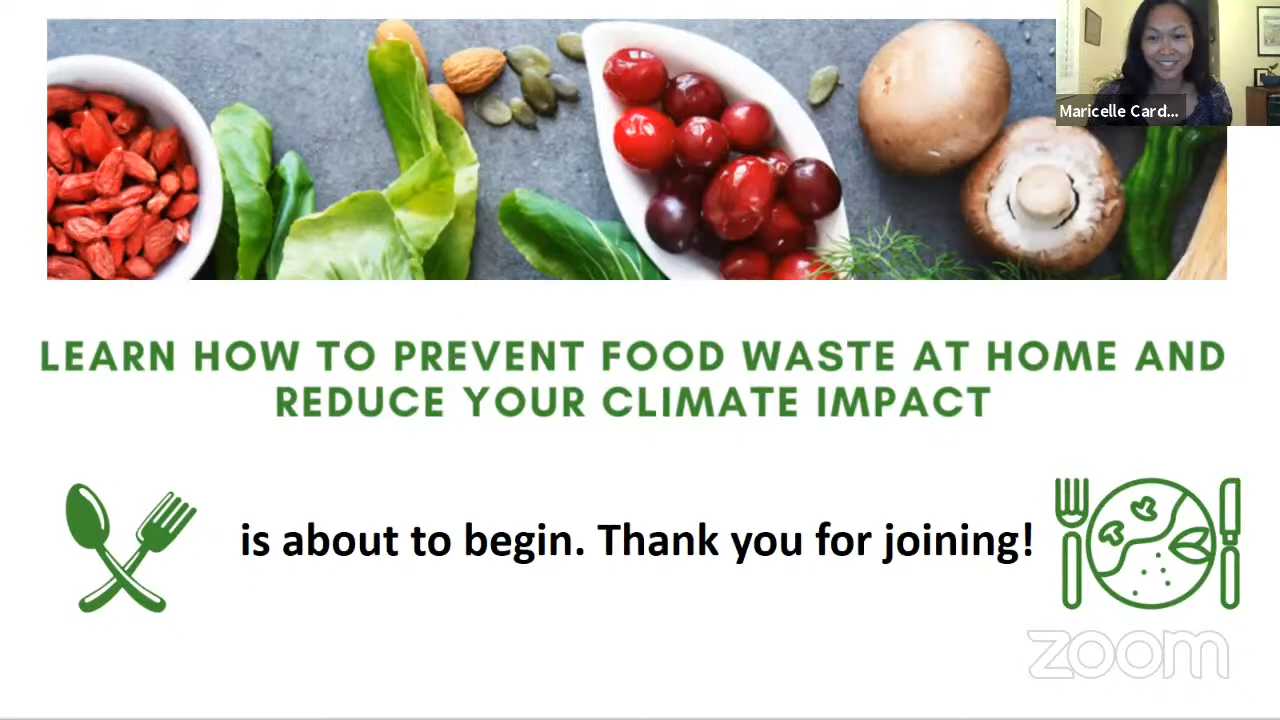 Maricelle Card...
LEARN HOW TO PREVENT FOOD WASTE AT HOME AND
REDUCE YOUR CLIMATE IMPACT
is about to begin. Thank you for joining!
zoom